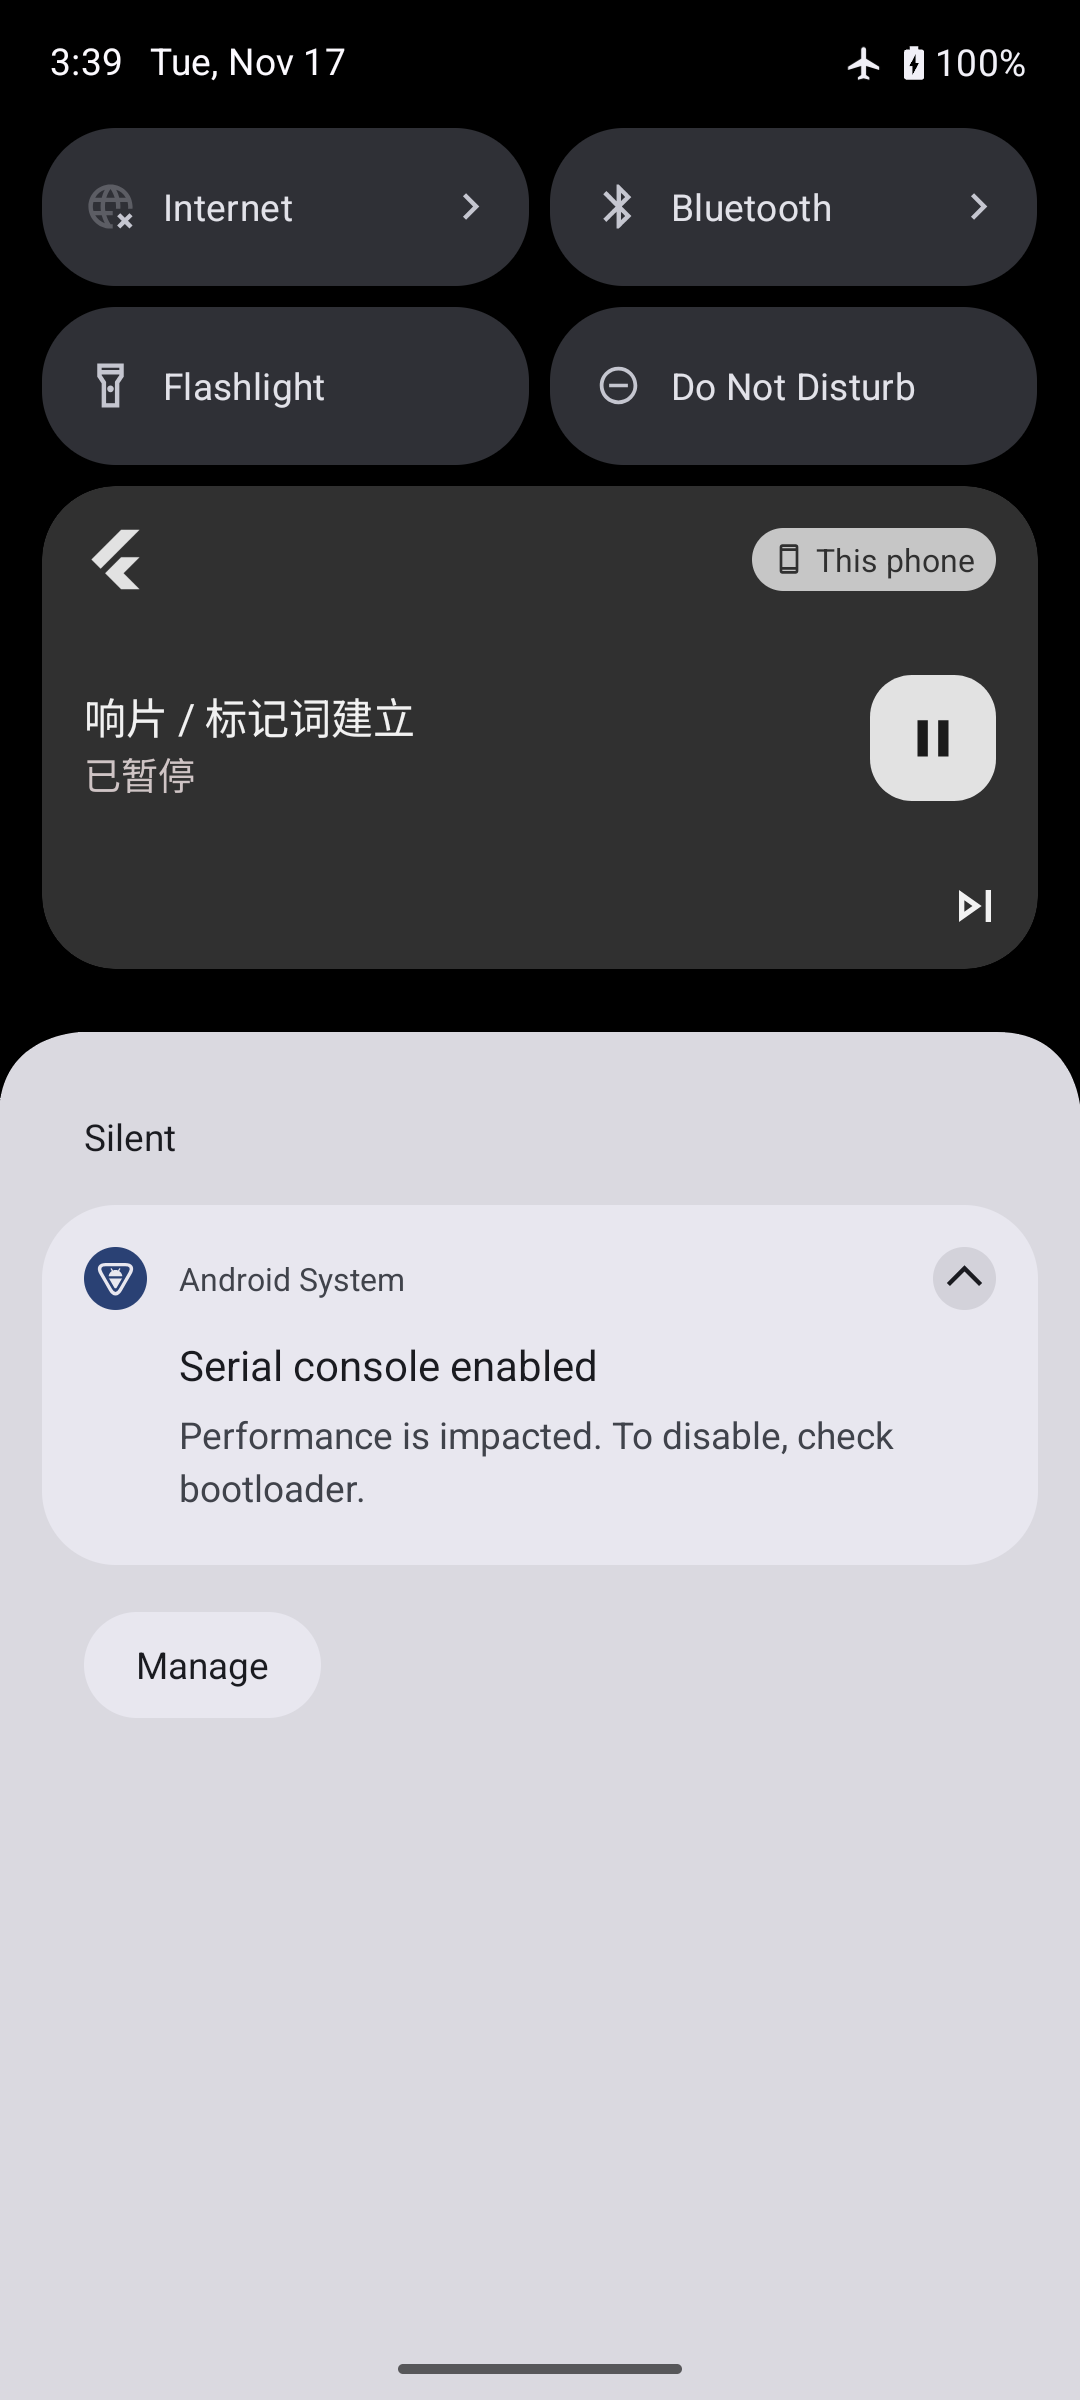 3:39 Tue, Nov 17
100%
Internet
Bluetooth
Flashlight
Do Not Disturb
This phone
响片 / 标记词建立
已暂停
Silent
Android System
Serial console enabled
Performance is impacted. To disable, check
bootloader.
Manage